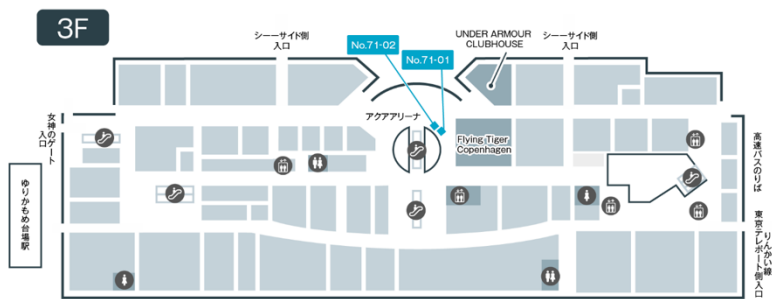 3F
シーーサイド側
入口
No.71-02
No.71-01
UNDER ARMOUR
CLUBHOUSE
シーーサイド側
入口
アクアアリーナ
Flying Tiger
Copenhagen
女神のゲート
入口
ゆりかもめ台場駅
高速バスのりば
りんかい線
東京テレポート側入口